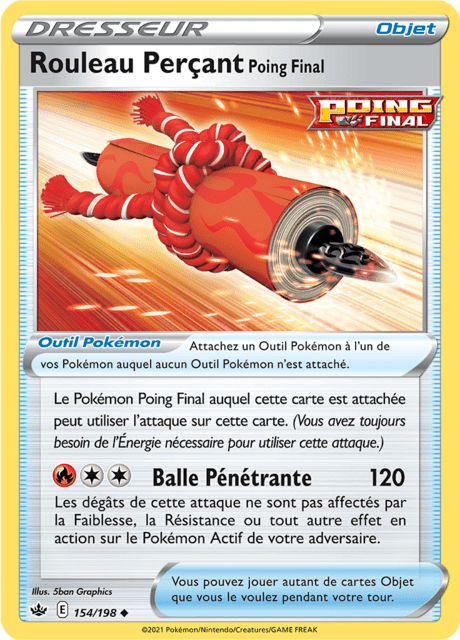 DRESSEUR Objet
Rouleau Perçant Poing Final
POING
FINAL
Outil Pokémon Attachez un Outil Pokémon à l'un de
vos Pokémon auquel aucun Outil Pokémon n'est attaché.
Le Pokémon Poing Final auquel cette carte est attachée
peut utiliser l'attaque sur cette carte. (Vous avez toujours
besoin de l'Énergie nécessaire pour utiliser cette attaque.)
Balle Pénétrante 120
Les dégâts de cette attaque ne sont pas affectés par
la Faiblesse, la Résistance ou tout autre effet en
action sur le Pokémon Actif de votre adversaire.
Illus. 5ban Graphics
Vous pouvez jouer autant de cartes Objet
que vous le voulez pendant votre tour.
E 154/198
©2021 Pokémon/Nintendo/Creatures/GAME FREAK